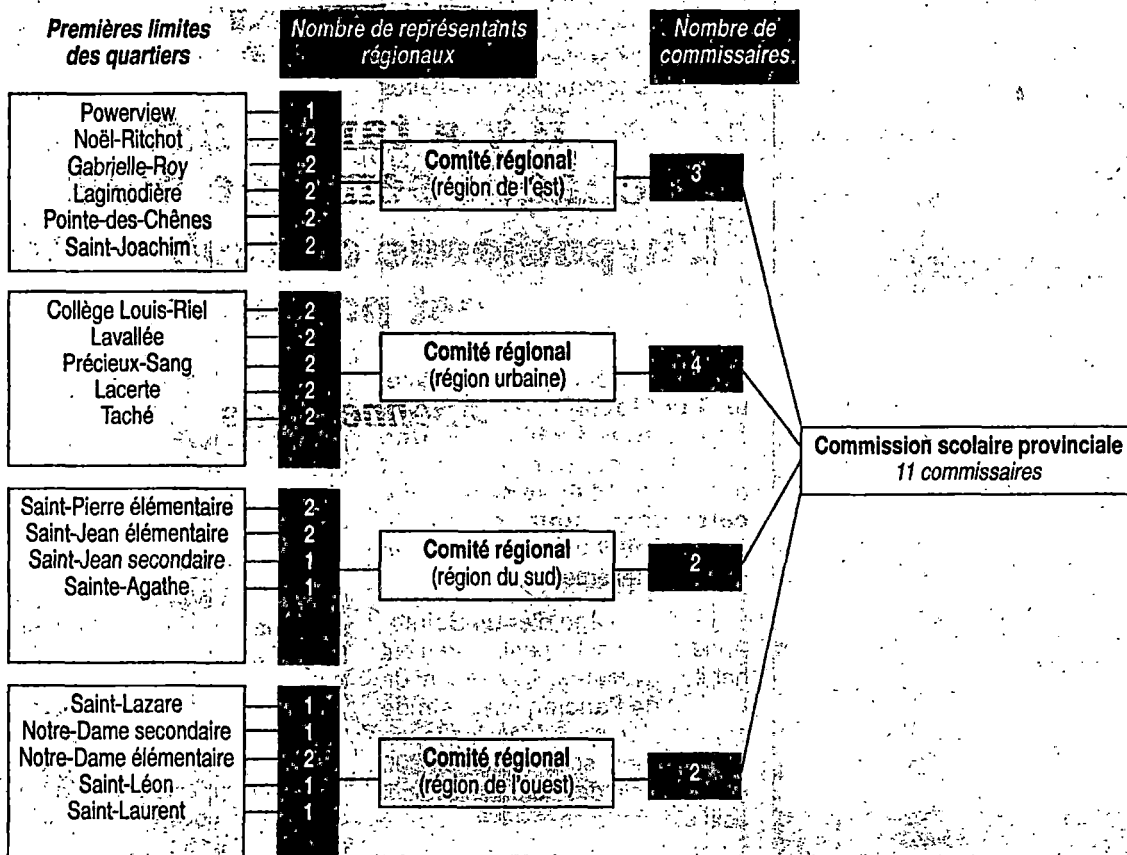 Premières limites
des quartiers
Nombre de représentants
régionaux
Nombre de
commissaires
Powerview 1
Noël-Ritchot 2
Gabrielle-Roy 2
Lagimodière 2
Pointe-des-Chênes 2
Saint-Joachim 2
Comité régional
(région de l'est)
3
Collège Louis-Riel 2
Lavallée 2
Précieux-Sang 2
Lacerte 2
Taché 2
Comité régional
(région urbaine)
4
Commission scolaire provinciale
11 commissaires
Saint-Pierre élémentaire 2
Saint-Jean élémentaire 2
Saint-Jean secondaire 1
Sainte-Agathe 1
Comité régional
(région du sud)
2
Saint-Lazare 1
Notre-Dame secondaire 1
Notre-Dame élémentaire 2
Saint-Léon 1
Saint-Laurent 1
Comité régional
(région de l'ouest)
2